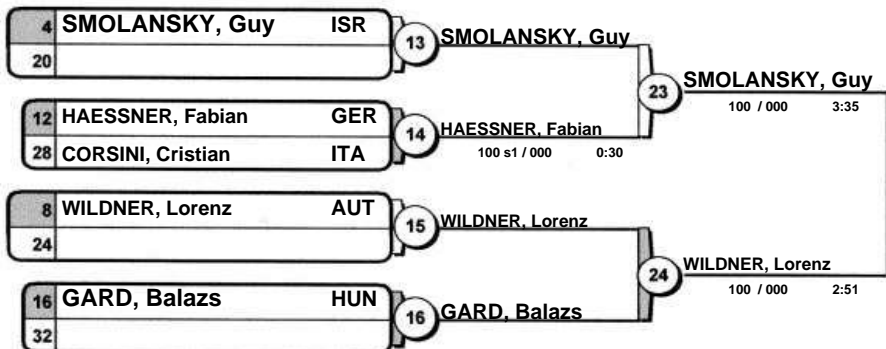 4 SMOLANSKY, Guy ISR
20
13 SMOLANSKY, Guy
12 HAESSNER, Fabian GER
28 CORSINI, Cristian ITA
14 HAESSNER, Fabian
100 s1 / 000 0:30
23 SMOLANSKY, Guy
100 / 000 3:35
8 WILDNER, Lorenz AUT
24
15 WILDNER, Lorenz
16 GARD, Balazs HUN
32
16 GARD, Balazs
24 WILDNER, Lorenz
100 / 000 2:51